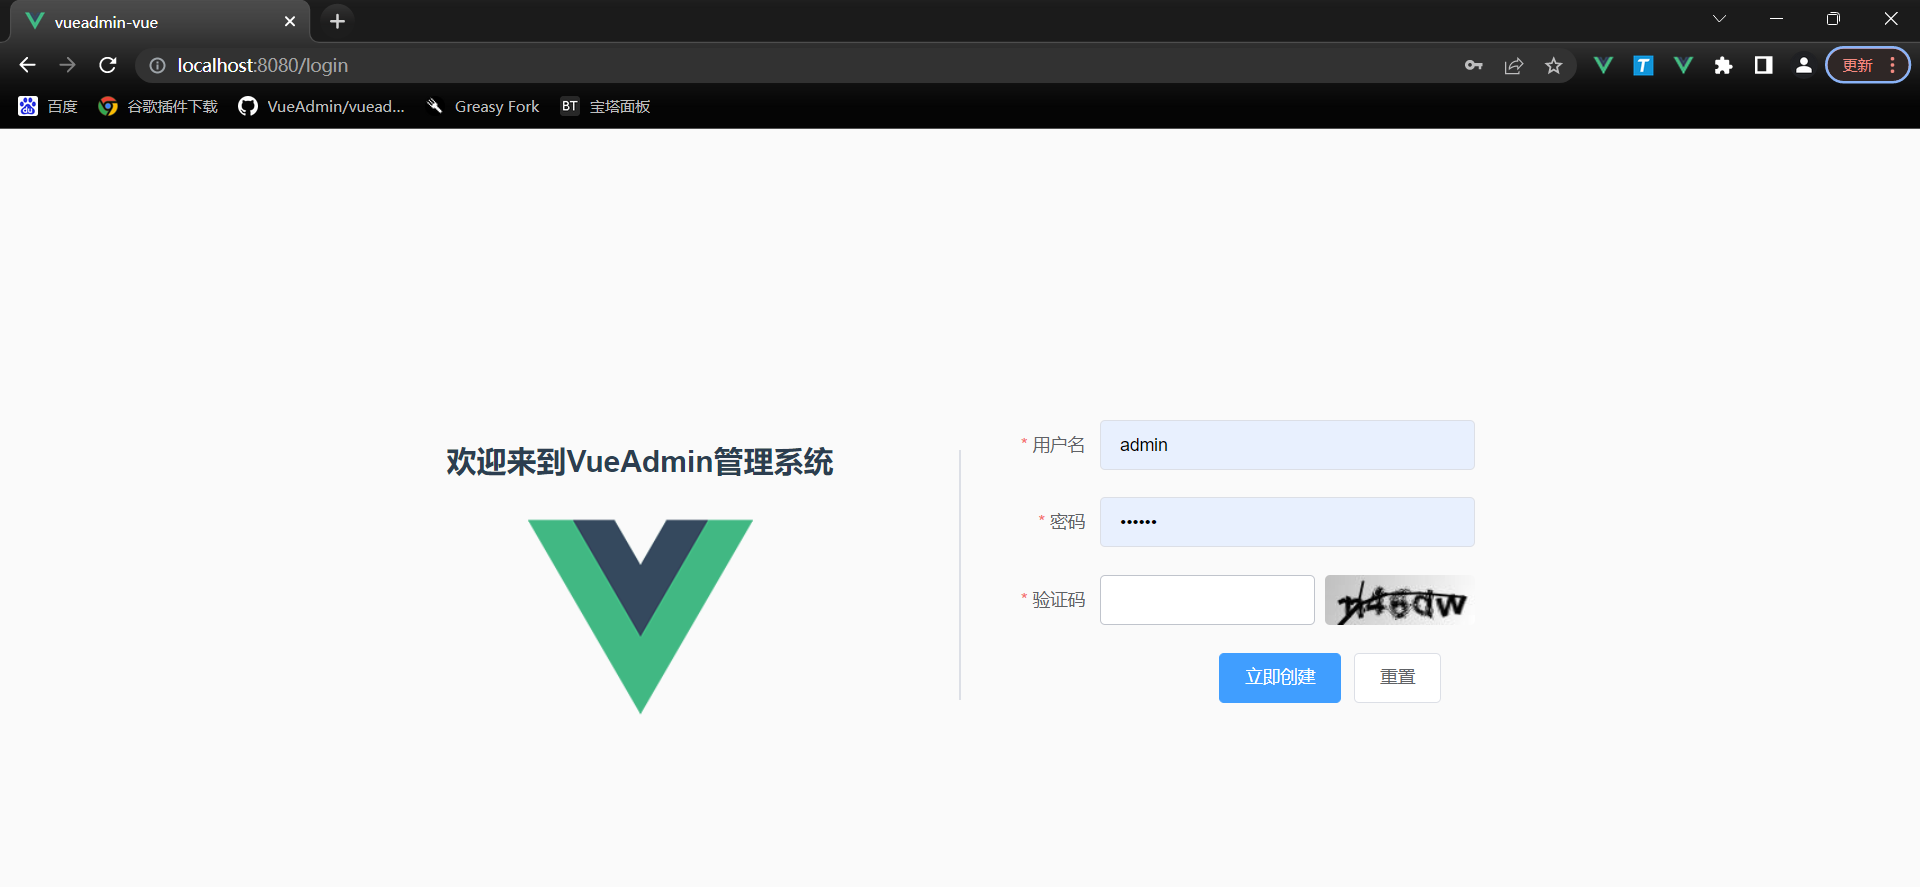 vueadmin-vue
localhost:8080/login
更新
百度
谷歌插件下载
VueAdmin/vuead...
Greasy Fork
BT 宝塔面板
欢迎来到VueAdmin管理系统
* 用户名 admin
* 密码 ••••••
* 验证码
立即创建 重置